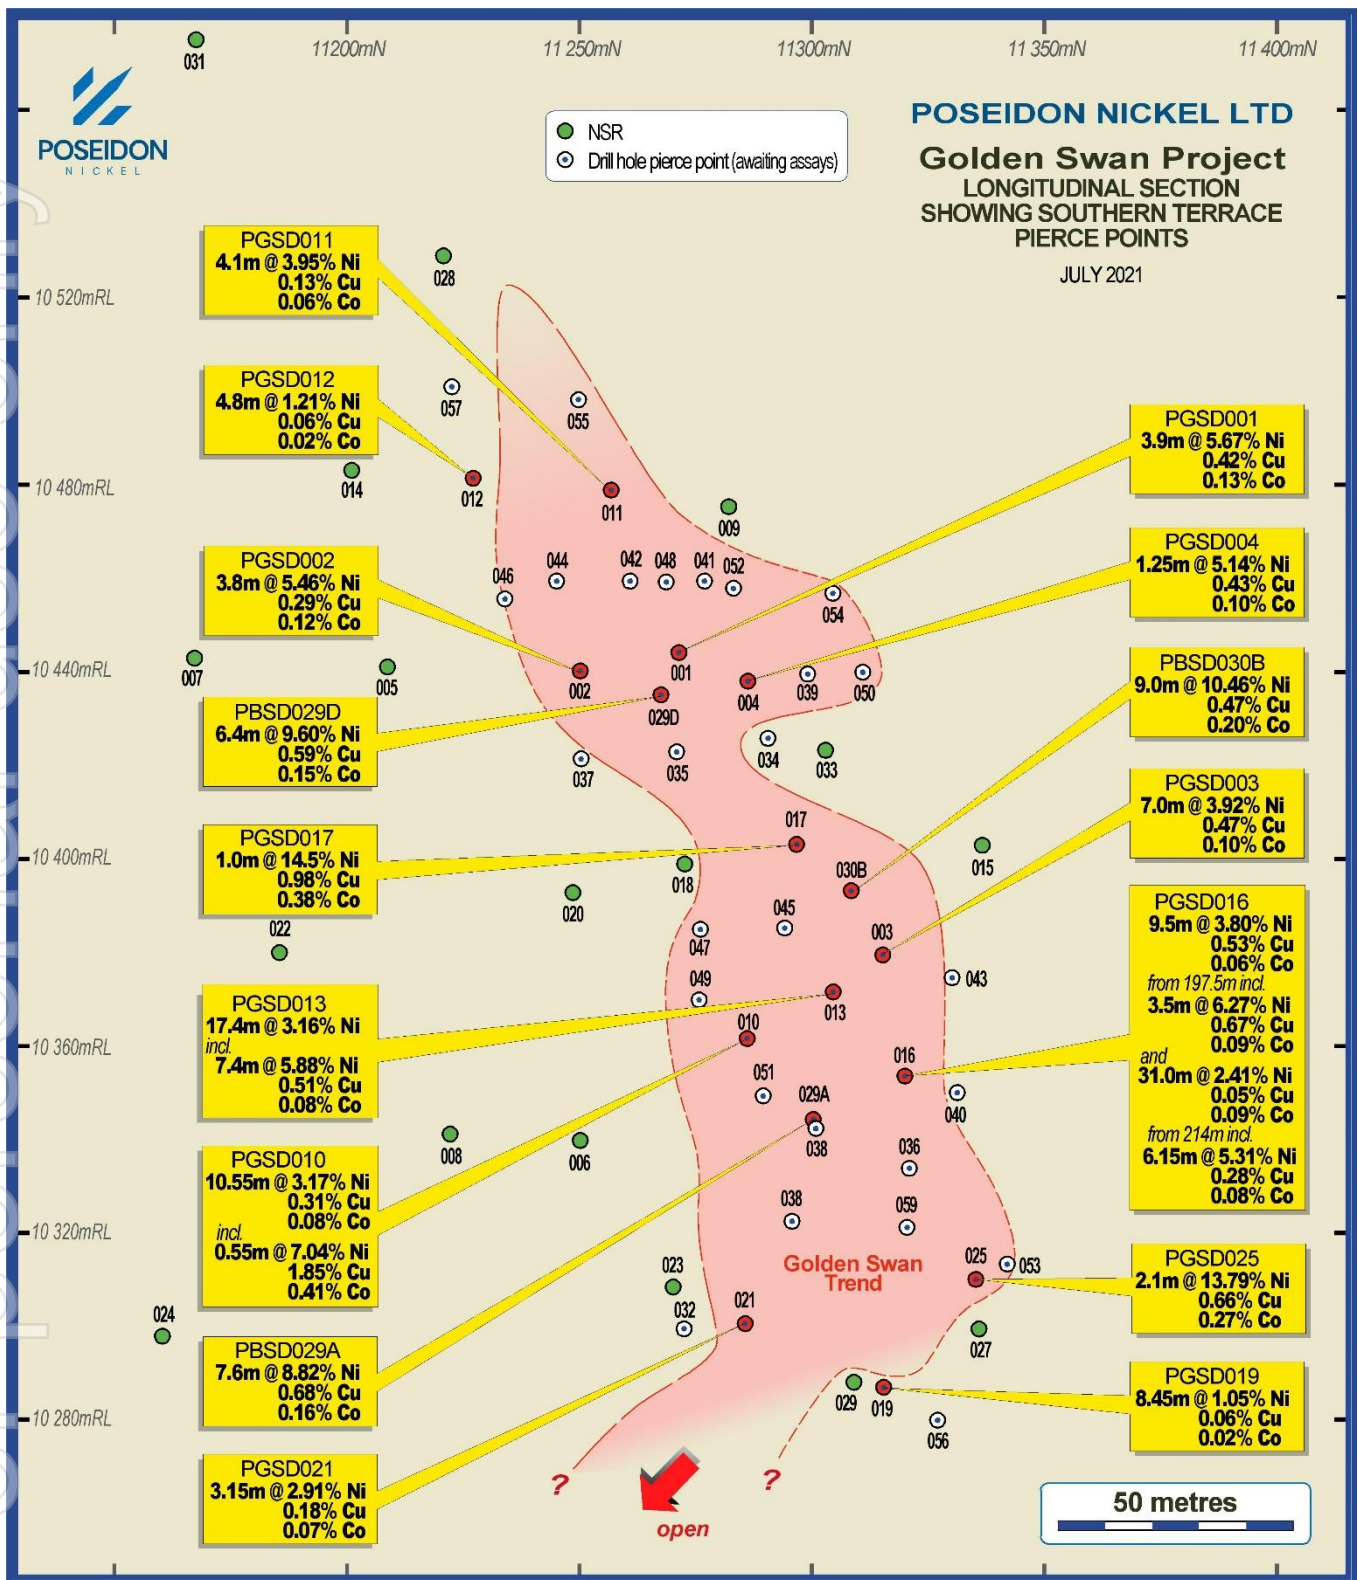 11200mN
11 250mN
11300mN
11 350mN
11 400mN
031
POSEIDON
NICKEL
NSR
Drill hole pierce point (awaiting assays)
POSEIDON NICKEL LTD
Golden Swan Project
LONGITUDINAL SECTION
SHOWING SOUTHERN TERRACE
PIERCE POINTS
JULY 2021
10 520mRL
10 480mRL
10 440mRL
10 400mRL
10 360mRL
10 320mRL
10 280mRL
PGSD011
4.1m @ 3.95% Ni
0.13% Cu
0.06% Co
PGSD012
4.8m @ 1.21% Ni
0.06% Cu
0.02% Co
PGSD002
3.8m @ 5.46% Ni
0.29% Cu
0.12% Co
PBSD029D
6.4m @ 9.60% Ni
0.59% Cu
0.15% Co
PGSD017
1.0m @ 14.5% Ni
0.98% Cu
0.38% Co
PGSD013
17.4m @ 3.16% Ni
incl.
7.4m @ 5.88% Ni
0.51% Cu
0.08% Co
PGSD010
10.55m @ 3.17% Ni
0.31% Cu
0.08% Co
incl.
0.55m @ 7.04% Ni
1.85% Cu
0.41% Co
PBSD029A
7.6m @ 8.82% Ni
0.68% Cu
0.16% Co
PGSD021
3.15m @ 2.91% Ni
0.18% Cu
0.07% Co
PGSD001
3.9m @ 5.67% Ni
0.42% Cu
0.13% Co
PGSD004
1.25m @ 5.14% Ni
0.43% Cu
0.10% Co
PBSD030B
9.0m @ 10.46% Ni
0.47% Cu
0.20% Co
PGSD003
7.0m @ 3.92% Ni
0.47% Cu
0.10% Co
PGSD016
9.5m @ 3.80% Ni
0.53% Cu
0.06% Co
from 197.5m incl.
3.5m @ 6.27% Ni
0.67% Cu
0.09% Co
and
31.0m @ 2.41% Ni
0.05% Cu
0.09% Co
from 214m incl.
6.15m @ 5.31% Ni
0.28% Cu
0.08% Co
PGSD025
2.1m @ 13.79% Ni
0.66% Cu
0.27% Co
PGSD019
8.45m @ 1.05% Ni
0.06% Cu
0.02% Co
028
057
055
014
012
011
009
046
044
042
048
041
052
054
007
005
002
001
029D
004
039
050
037
035
034
033
017
018
020
030B
015
022
047
045
003
049
013
043
010
051
029A
016
040
008
006
038
036
038
059
023
032
021
Golden Swan
Trend
025
053
027
024
029
019
056
?
?
open
50 metres